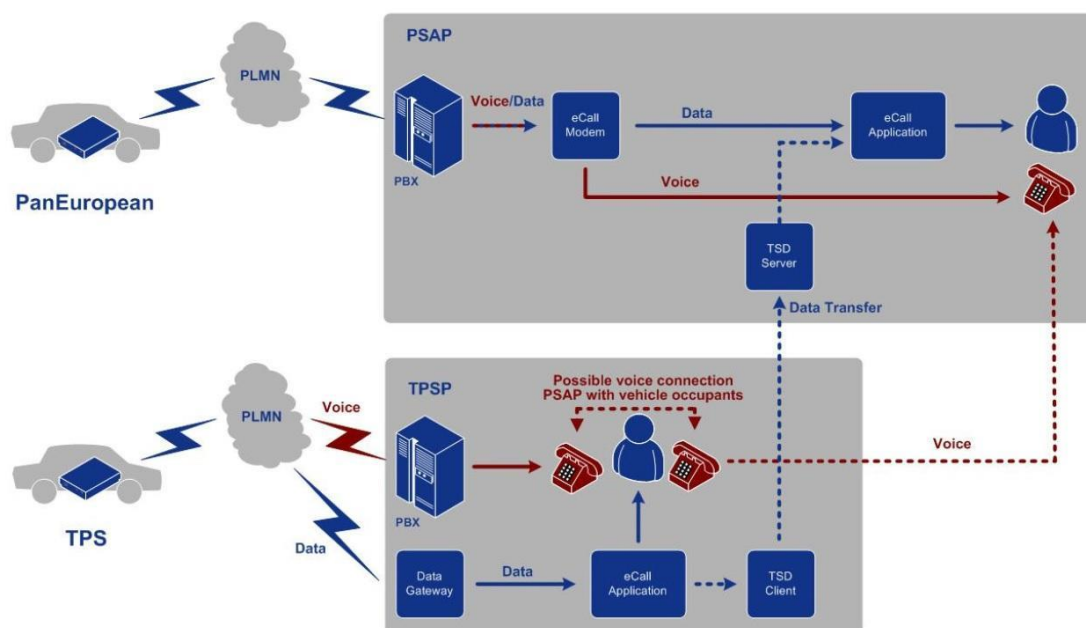 PSAP
PLMN
Voice/Data
eCall
Modem
Data
eCall
Application
PBX
PanEuropean
Voice
TSD
Server
Data Transfer
TPSP
Possible voice connection
PSAP with vehicle occupants
PLMN
Voice
Voice
PBX
TPS
Data
Data
Gateway
Data
eCall
Application
TSD
Client